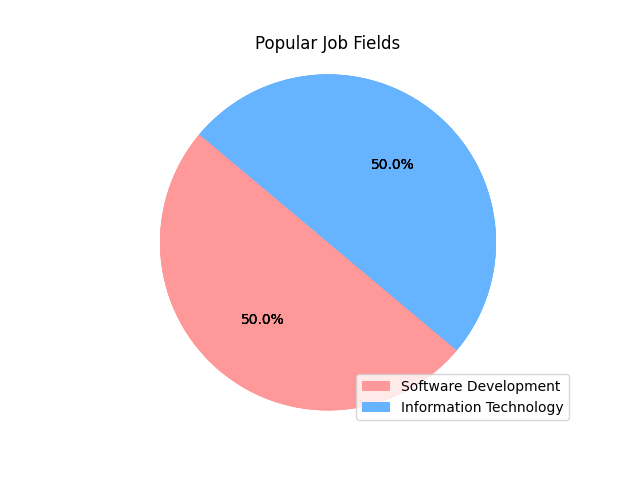 Popular Job Fields
50.0%
50.0%
Software Development
Information Technology